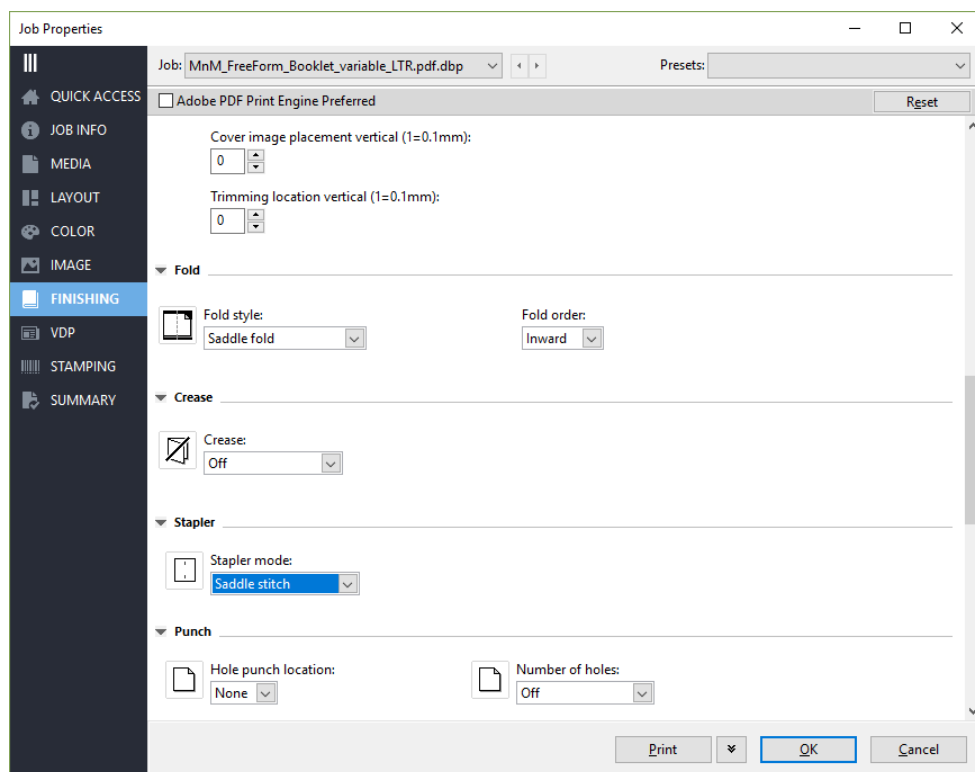 Job Properties
Job: MnM_FreeForm_Booklet_variable_LTR.pdf.dbp
Presets:
QUICK ACCESS
Adobe PDF Print Engine Preferred
Reset
JOB INFO
MEDIA
LAYOUT
COLOR
IMAGE
FINISHING
VDP
STAMPING
SUMMARY
Cover image placement vertical (1=0.1mm):
0
Trimming location vertical (1=0.1mm):
0
Fold
Fold style:
Saddle fold
Fold order:
Inward
Crease
Crease:
Off
Stapler
Stapler mode:
Saddle stitch
Punch
Hole punch location:
None
Number of holes:
Off
Print
OK
Cancel